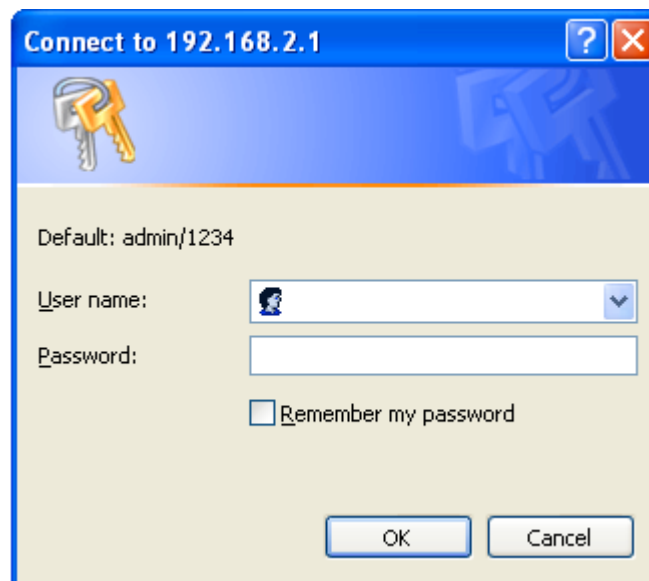 Connect to 192.168.2.1
Default: admin/1234
User name:
Password:
Remember my password
OK Cancel